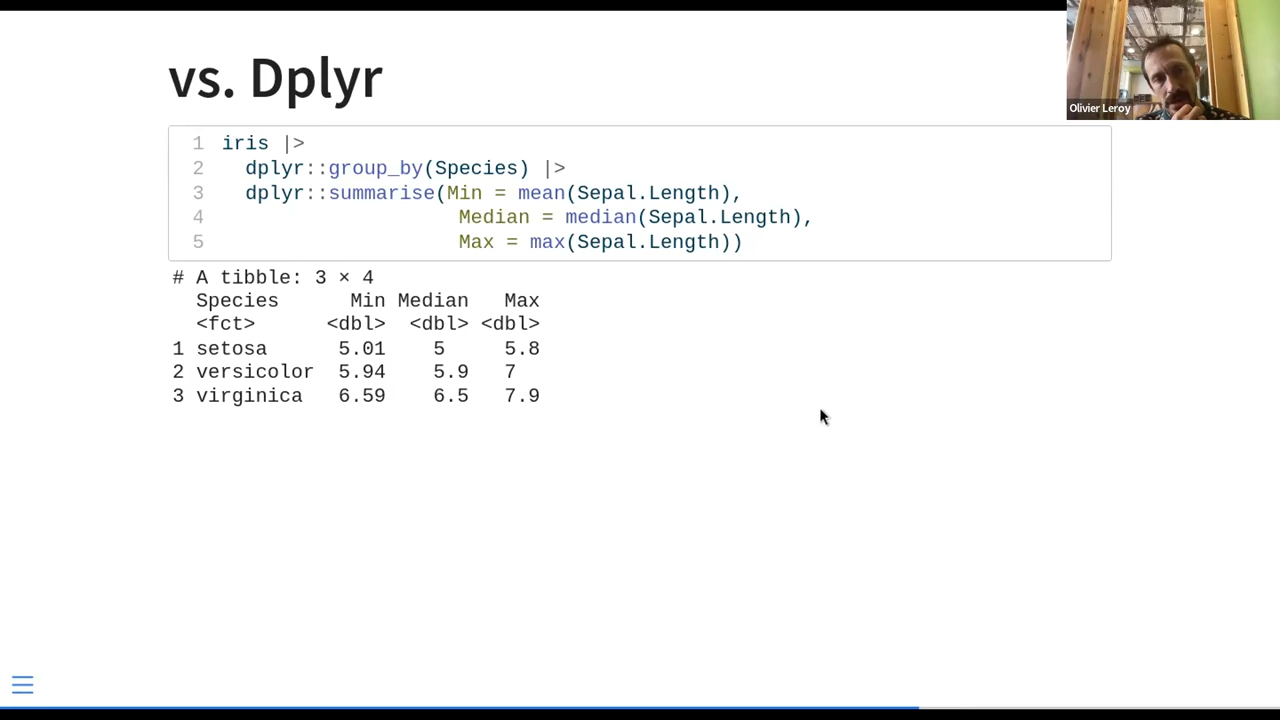 vs. Dplyr
Olivier Leroy
1 iris |>
2   dplyr::group_by(Species) |>
3   dplyr::summarise(Min = mean(Sepal.Length),
4                     Median = median(Sepal.Length),
5                     Max = max(Sepal.Length))
# A tibble: 3 × 4
  Species      Min Median   Max
  <fct>      <dbl>  <dbl> <dbl>
1 setosa      5.01    5     5.8
2 versicolor  5.94    5.9   7
3 virginica   6.59    6.5   7.9